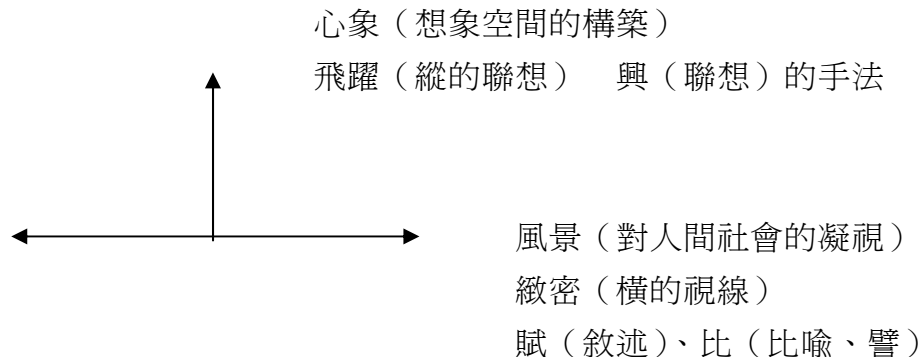 心象（想象空間的構築）
飛躍（縱的聯想）　興（聯想）的手法
風景（對人間社會的凝視）
緻密（橫的視線）
賦（敘述）、比（比喻、譬）